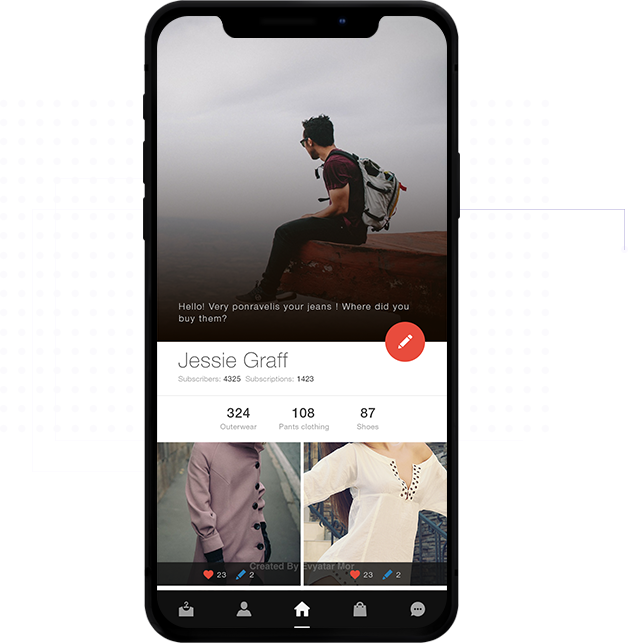 Hello! Very ponravelis your jeans ! Where did you
buy them?
Jessie Graff
Subscribers: 4325 Subscriptions: 1423
324 108 87
Outerwear Pants clothing Shoes
Created By Evyatar Mor
23 2 23 2
2